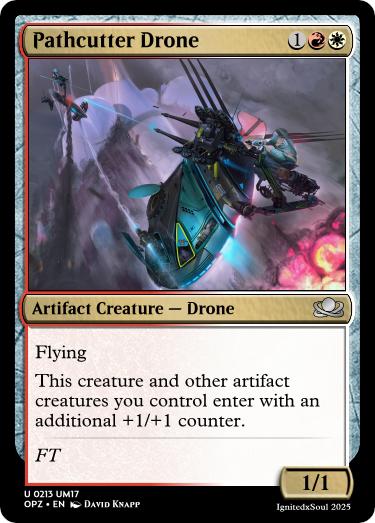 Pathcutter Drone 1
Artifact Creature — Drone
Flying
This creature and other artifact
creatures you control enter with an
additional +1/+1 counter.
FT
1/1
U 0213 UM17
OPZ • EN David Knapp
IgnitedxSoul 2025